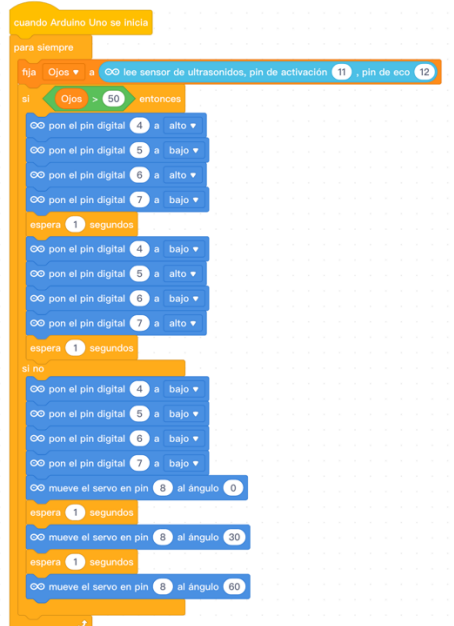 cuando Arduino Uno se inicia
para siempre
fija Ojos a lee sensor de ultrasonidos, pin de activación 11 , pin de eco 12
si Ojos > 50 entonces
pon el pin digital 4 a alto
pon el pin digital 5 a bajo
pon el pin digital 6 a alto
pon el pin digital 7 a bajo
espera 1 segundos
pon el pin digital 4 a bajo
pon el pin digital 5 a alto
pon el pin digital 6 a bajo
pon el pin digital 7 a alto
espera 1 segundos
si no
pon el pin digital 4 a bajo
pon el pin digital 5 a bajo
pon el pin digital 6 a bajo
pon el pin digital 7 a bajo
mueve el servo en pin 8 al ángulo 0
espera 1 segundos
mueve el servo en pin 8 al ángulo 30
espera 1 segundos
mueve el servo en pin 8 al ángulo 60